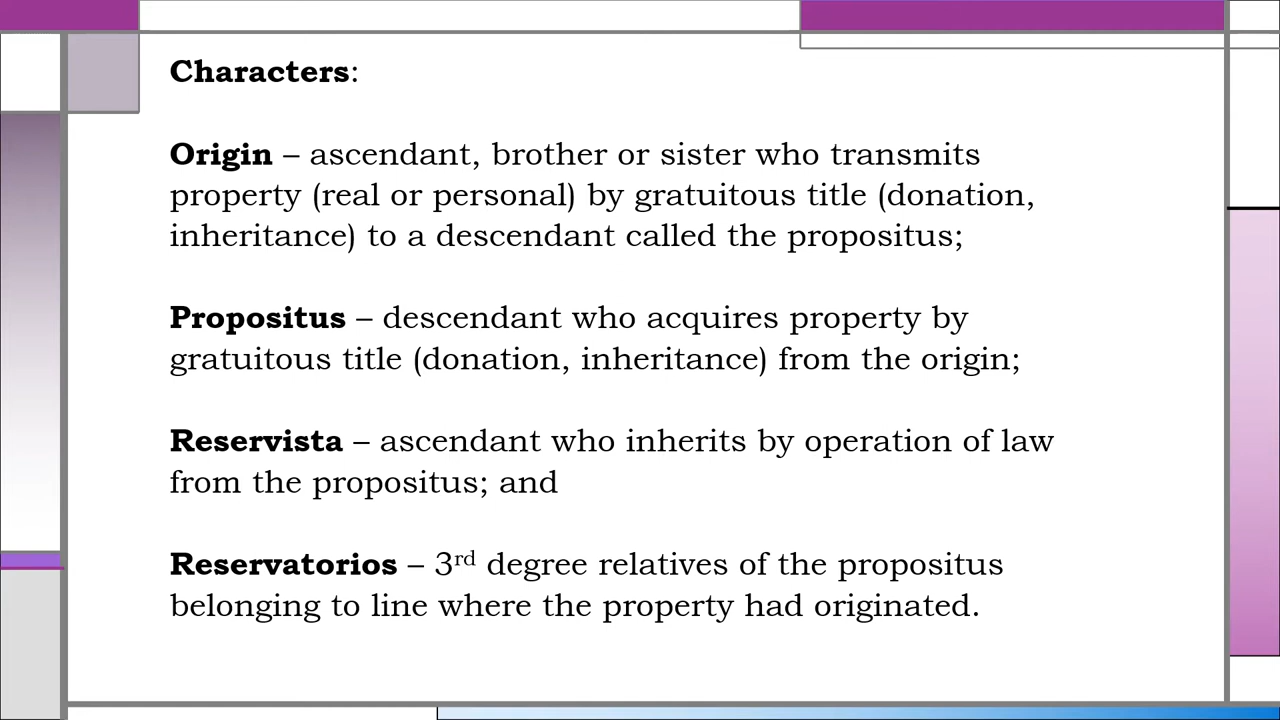 Characters:
Origin – ascendant, brother or sister who transmits
property (real or personal) by gratuitous title (donation,
inheritance) to a descendant called the propositus;
Propositus – descendant who acquires property by
gratuitous title (donation, inheritance) from the origin;
Reservista – ascendant who inherits by operation of law
from the propositus; and
Reservatorios – 3rd degree relatives of the propositus
belonging to line where the property had originated.